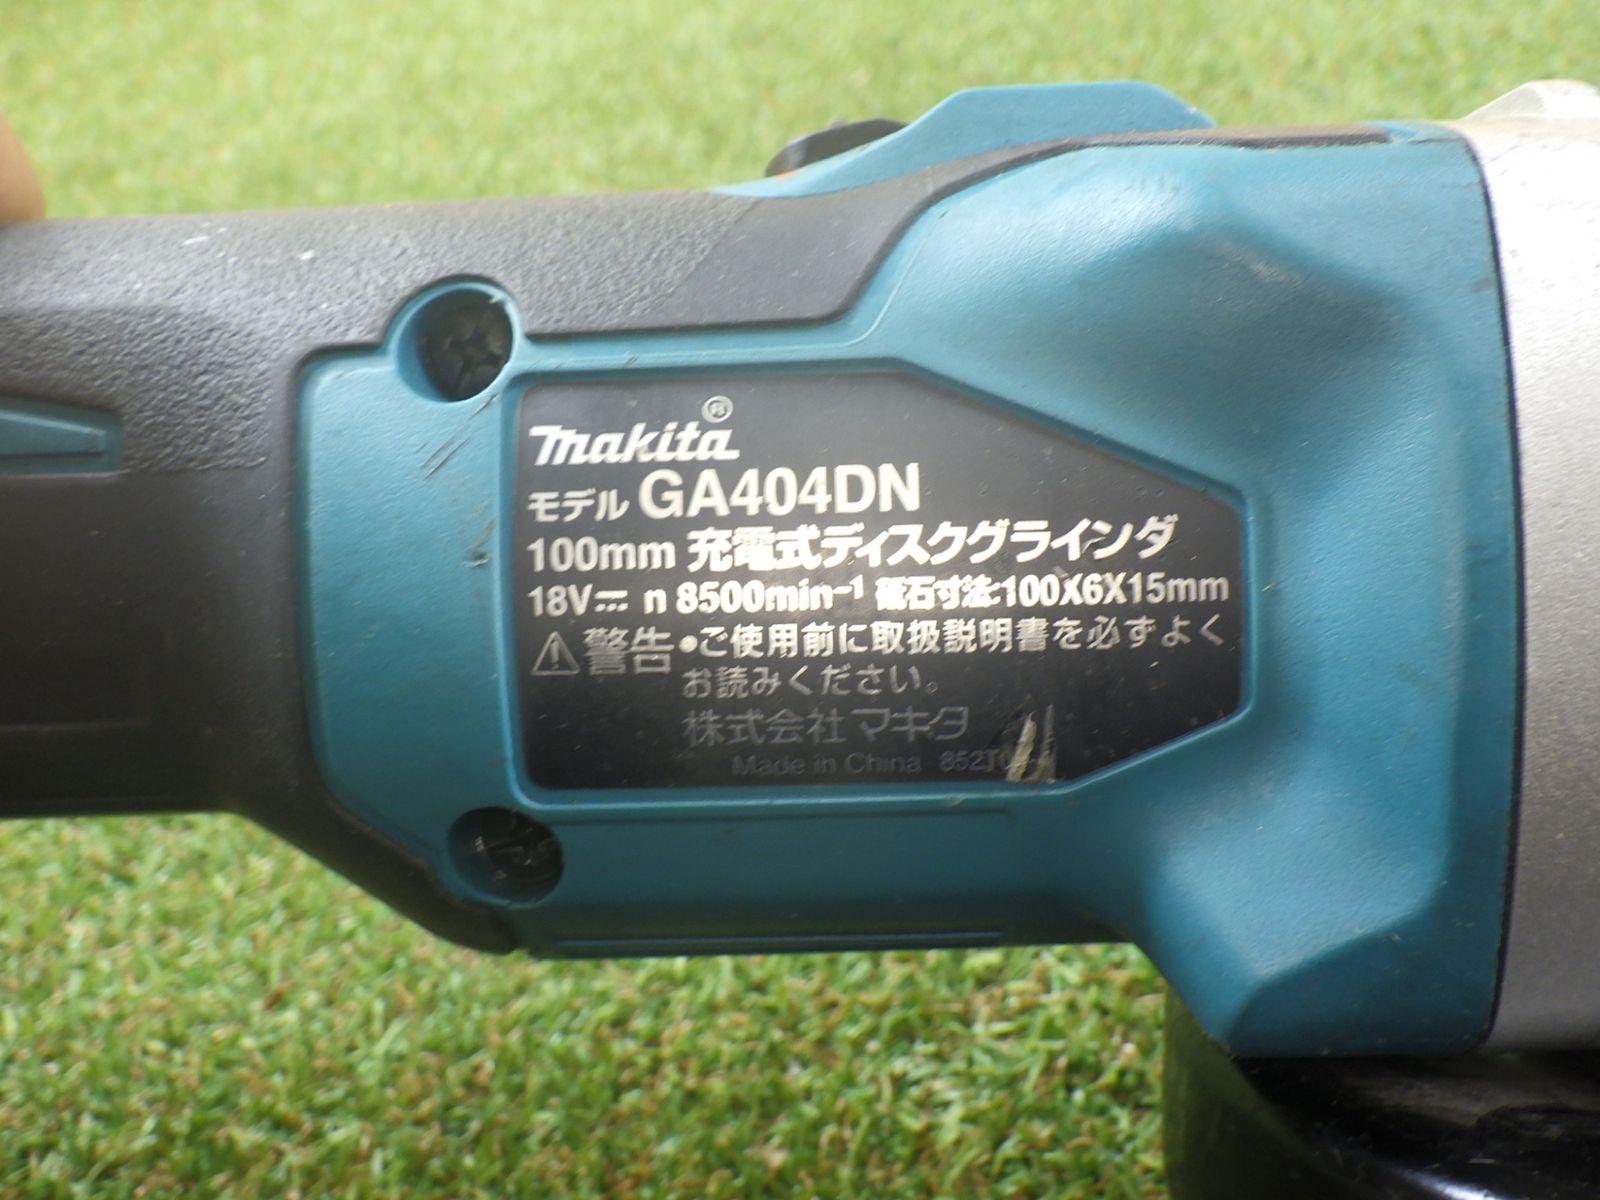 makita®
モデル GA404DN
100mm 充電式ディスクグラインダ
18V⎓ n 8500min⁻¹ 砥石寸法:100X6X15mm
⚠警告 •ご使用前に取扱説明書を必ずよく
お読みください。
株式会社マキタ
Made in China